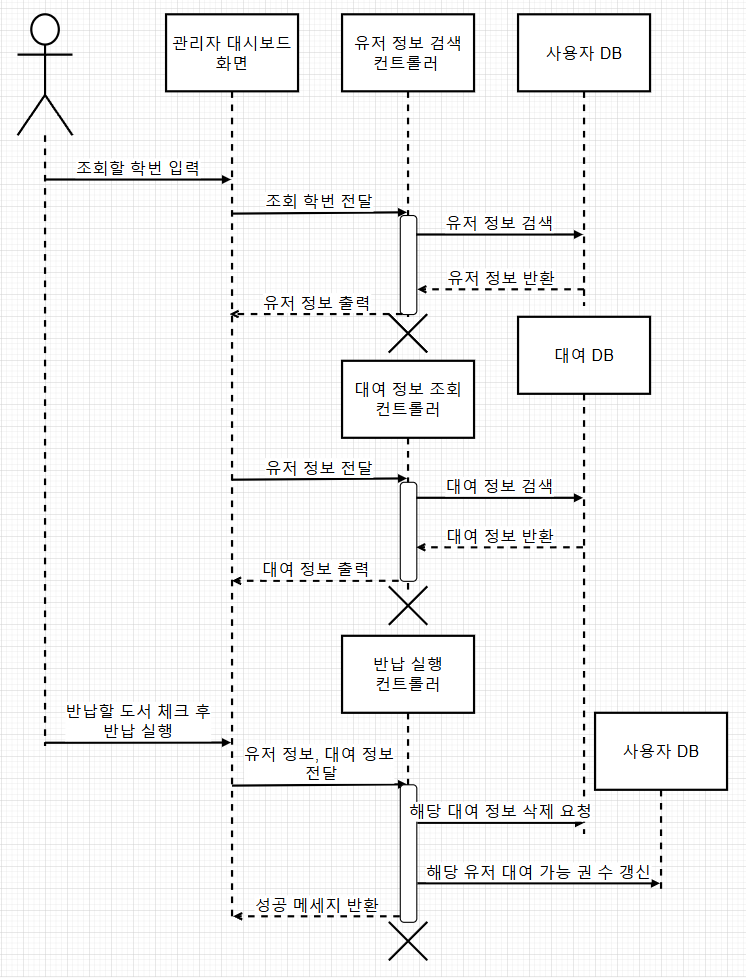 관리자 대시보드
화면
유저 정보 검색
컨트롤러
사용자 DB
조회할 학번 입력
조회 학번 전달
유저 정보 검색
유저 정보 반환
유저 정보 출력
대여 DB
대여 정보 조회
컨트롤러
유저 정보 전달
대여 정보 검색
대여 정보 반환
대여 정보 출력
반납 실행
컨트롤러
반납할 도서 체크 후
반납 실행
사용자 DB
유저 정보, 대여 정보
전달
해당 대여 정보 삭제 요청
해당 유저 대여 가능 권 수 갱신
성공 메세지 반환